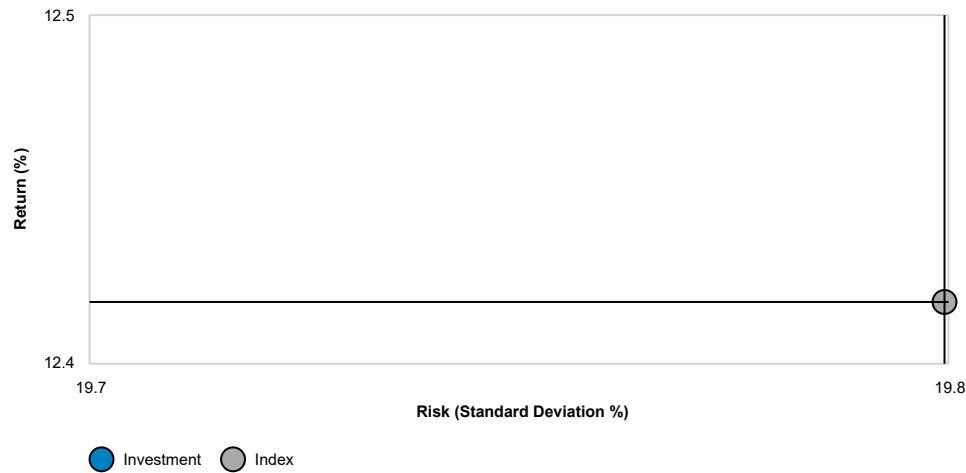 12.5
Return (%)
12.4
19.7
19.8
Risk (Standard Deviation %)
Investment
Index